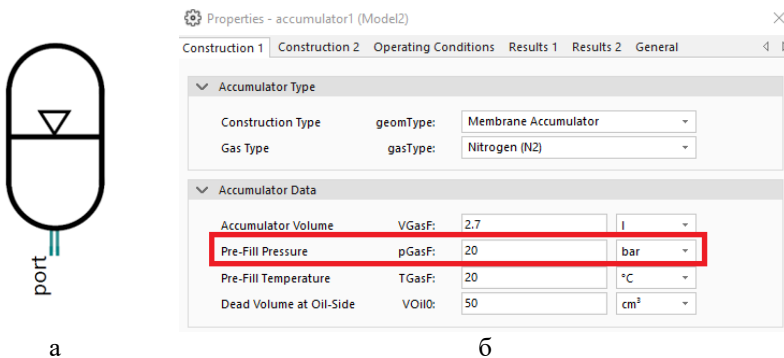 Properties - accumulator1 (Model2)
Construction 1 Construction 2 Operating Conditions Results 1 Results 2 General
Accumulator Type
Construction Type geomType: Membrane Accumulator
Gas Type gasType: Nitrogen (N2)
Accumulator Data
Accumulator Volume VGasF: 2.7 l
Pre-Fill Pressure pGasF: 20 bar
Pre-Fill Temperature TGasF: 20 °C
Dead Volume at Oil-Side VOil0: 50 cm³
port
а б